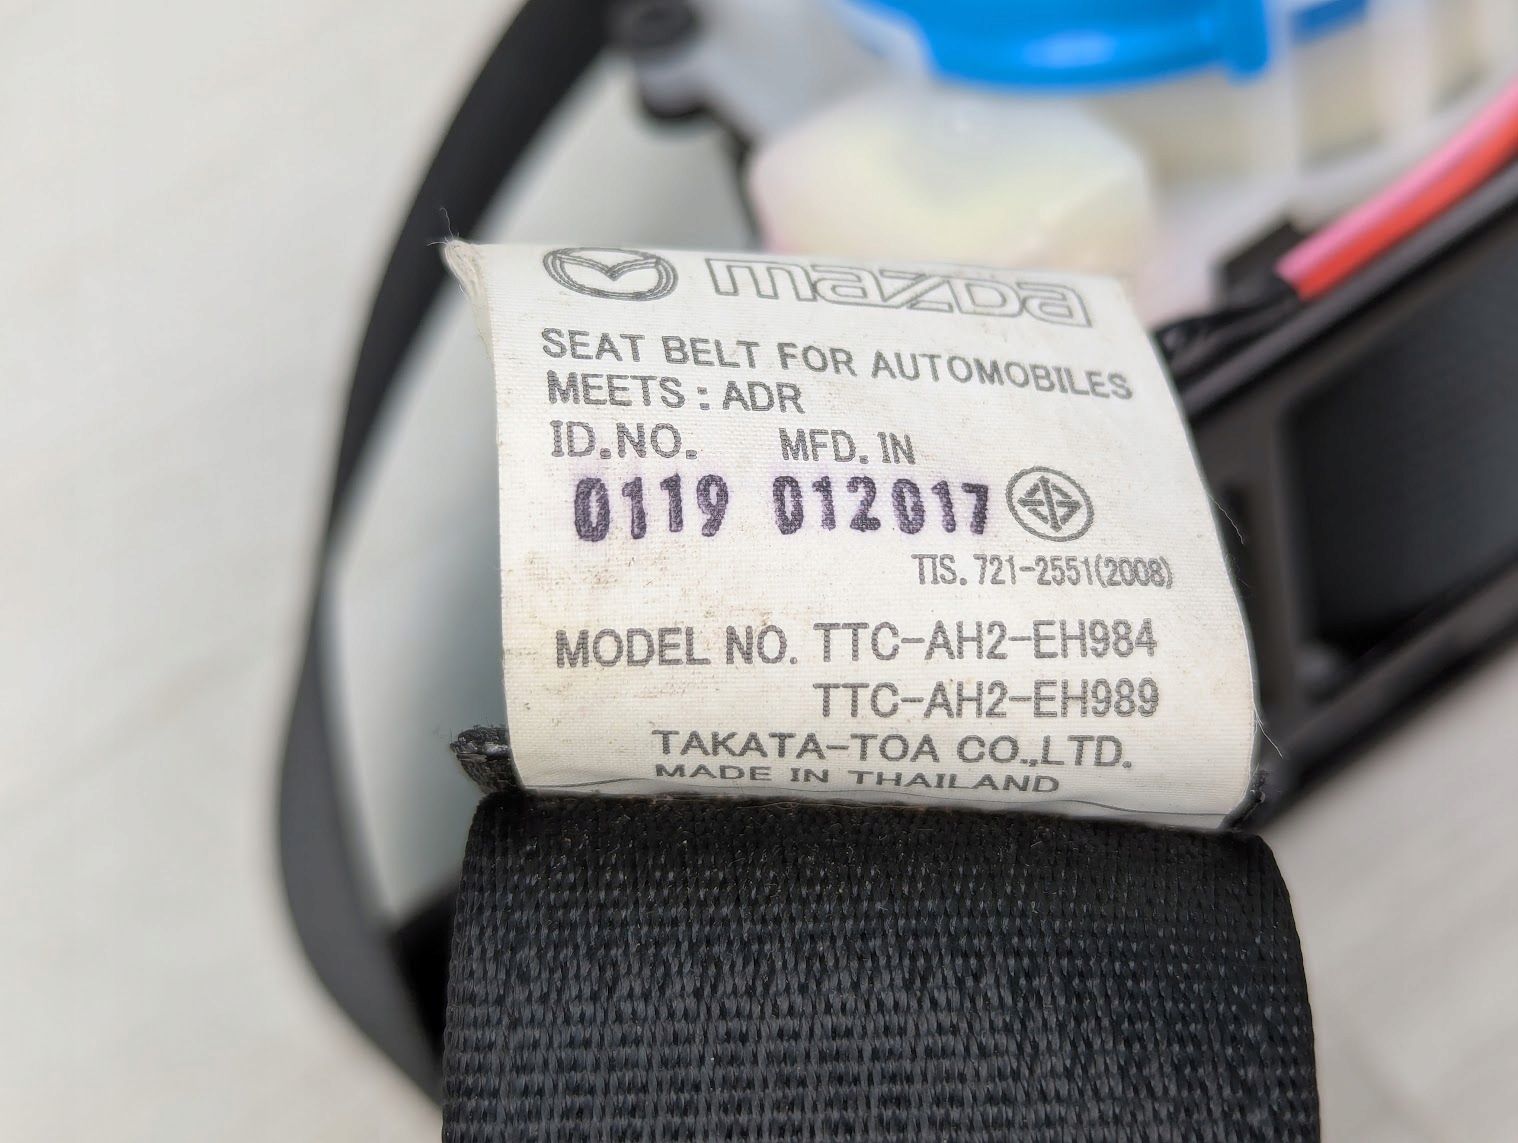 mazda
SEAT BELT FOR AUTOMOBILES
MEETS : ADR
ID.NO. MFD. IN
0119 012017
TIS. 721-2551(2008)
MODEL NO. TTC-AH2-EH984
TTC-AH2-EH989
TAKATA-TOA CO.,LTD.
MADE IN THAILAND